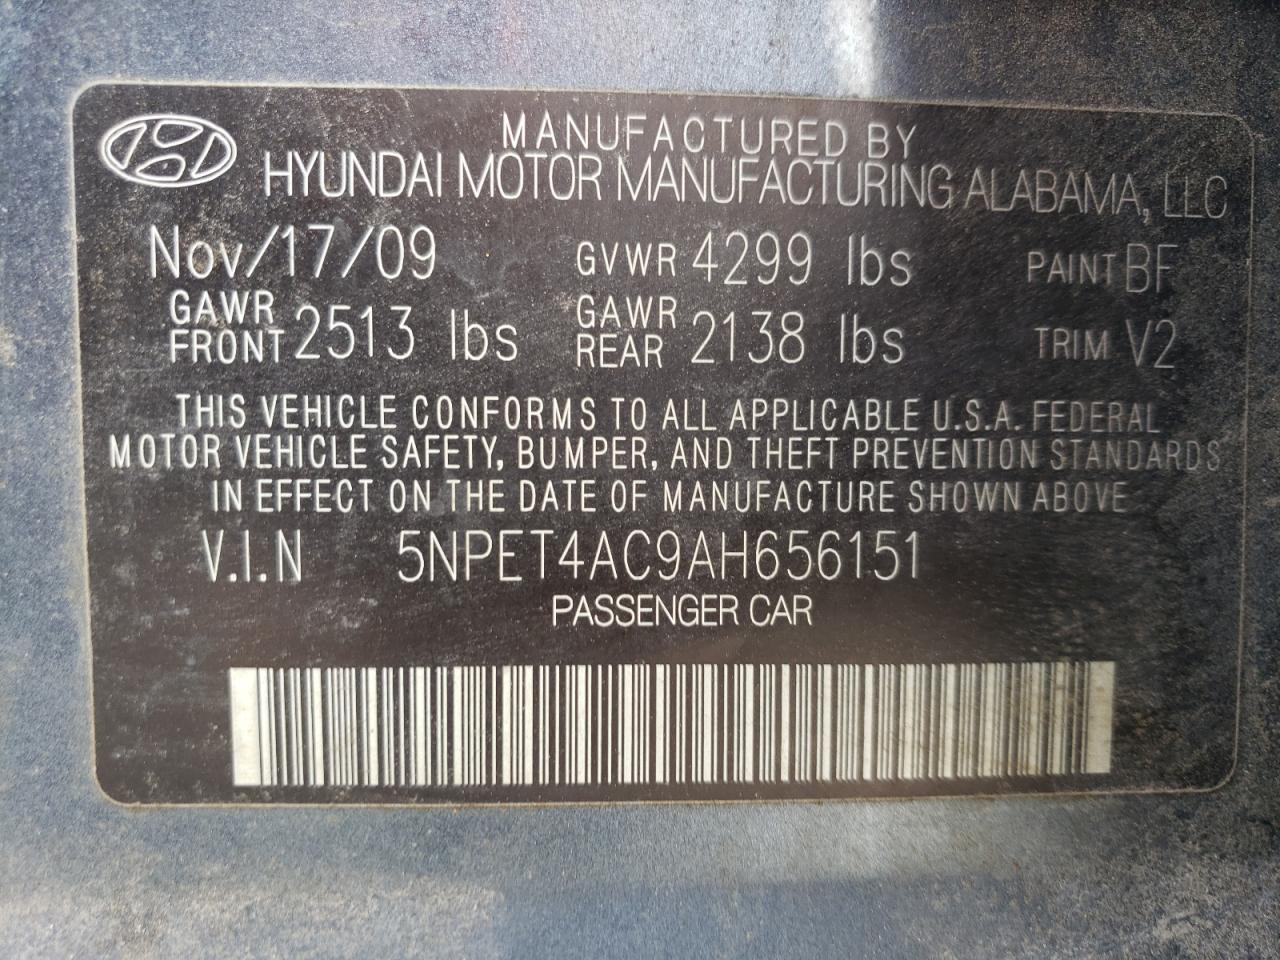 MANUFACTURED BY
HYUNDAI MOTOR MANUFACTURING ALABAMA, LLC
Nov/17/09 GVWR 4299 lbs PAINT BF
GAWR FRONT 2513 lbs GAWR REAR 2138 lbs TRIM V2
THIS VEHICLE CONFORMS TO ALL APPLICABLE U.S.A. FEDERAL
MOTOR VEHICLE SAFETY, BUMPER, AND THEFT PREVENTION STANDARDS
IN EFFECT ON THE DATE OF MANUFACTURE SHOWN ABOVE
V.I.N 5NPET4AC9AH656151
PASSENGER CAR